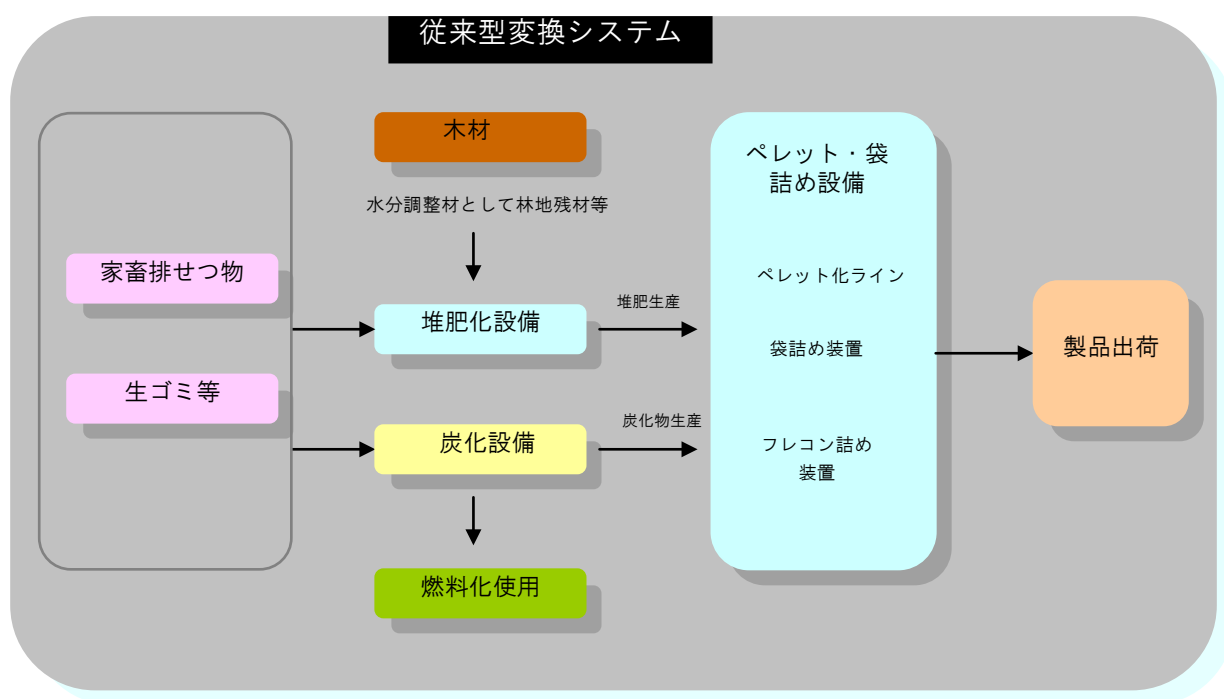 従来型変換システム
木材
水分調整材として林地残材等
家畜排せつ物
生ゴミ等
堆肥化設備
堆肥生産
炭化設備
炭化物生産
燃料化使用
ペレット・袋
詰め設備
ペレット化ライン
袋詰め装置
フレコン詰め
装置
製品出荷